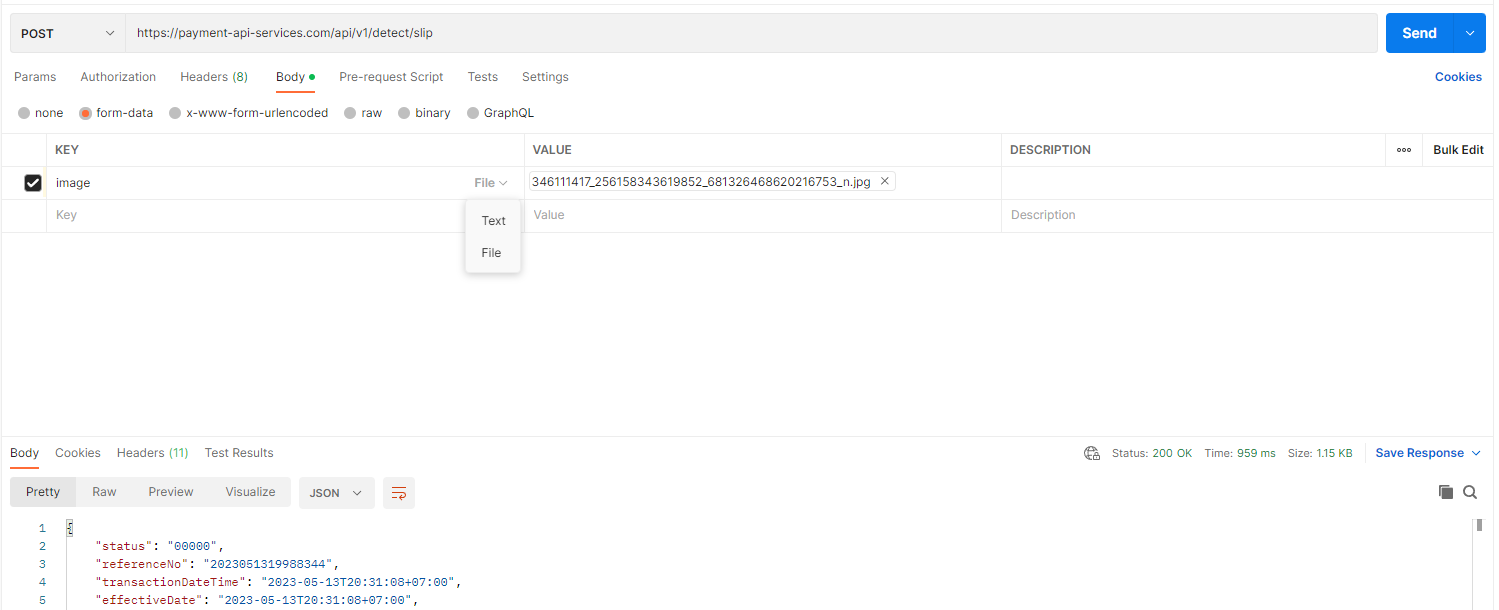 POST https://payment-api-services.com/api/v1/detect/slip Send
Params Authorization Headers (8) Body Pre-request Script Tests Settings Cookies
none form-data x-www-form-urlencoded raw binary GraphQL
KEY VALUE DESCRIPTION Bulk Edit
image File 346111417_256158343619852_681326468620216753_n.jpg
Key Value Description
Text
File
Body Cookies Headers (11) Test Results Status: 200 OK Time: 959 ms Size: 1.15 KB Save Response
Pretty Raw Preview Visualize JSON
1 {
2 "status": "00000",
3 "referenceNo": "2023051319988344",
4 "transactionDateTime": "2023-05-13T20:31:08+07:00",
5 "effectiveDate": "2023-05-13T20:31:08+07:00",